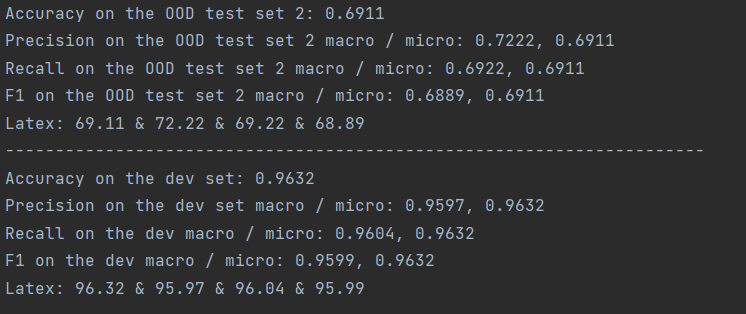 Accuracy on the OOD test set 2: 0.6911
Precision on the OOD test set 2 macro / micro: 0.7222, 0.6911
Recall on the OOD test set 2 macro / micro: 0.6922, 0.6911
F1 on the OOD test set 2 macro / micro: 0.6889, 0.6911
Latex: 69.11 & 72.22 & 69.22 & 68.89
----------------------------------------------------------------------
Accuracy on the dev set: 0.9632
Precision on the dev set macro / micro: 0.9597, 0.9632
Recall on the dev macro / micro: 0.9604, 0.9632
F1 on the dev macro / micro: 0.9599, 0.9632
Latex: 96.32 & 95.97 & 96.04 & 95.99